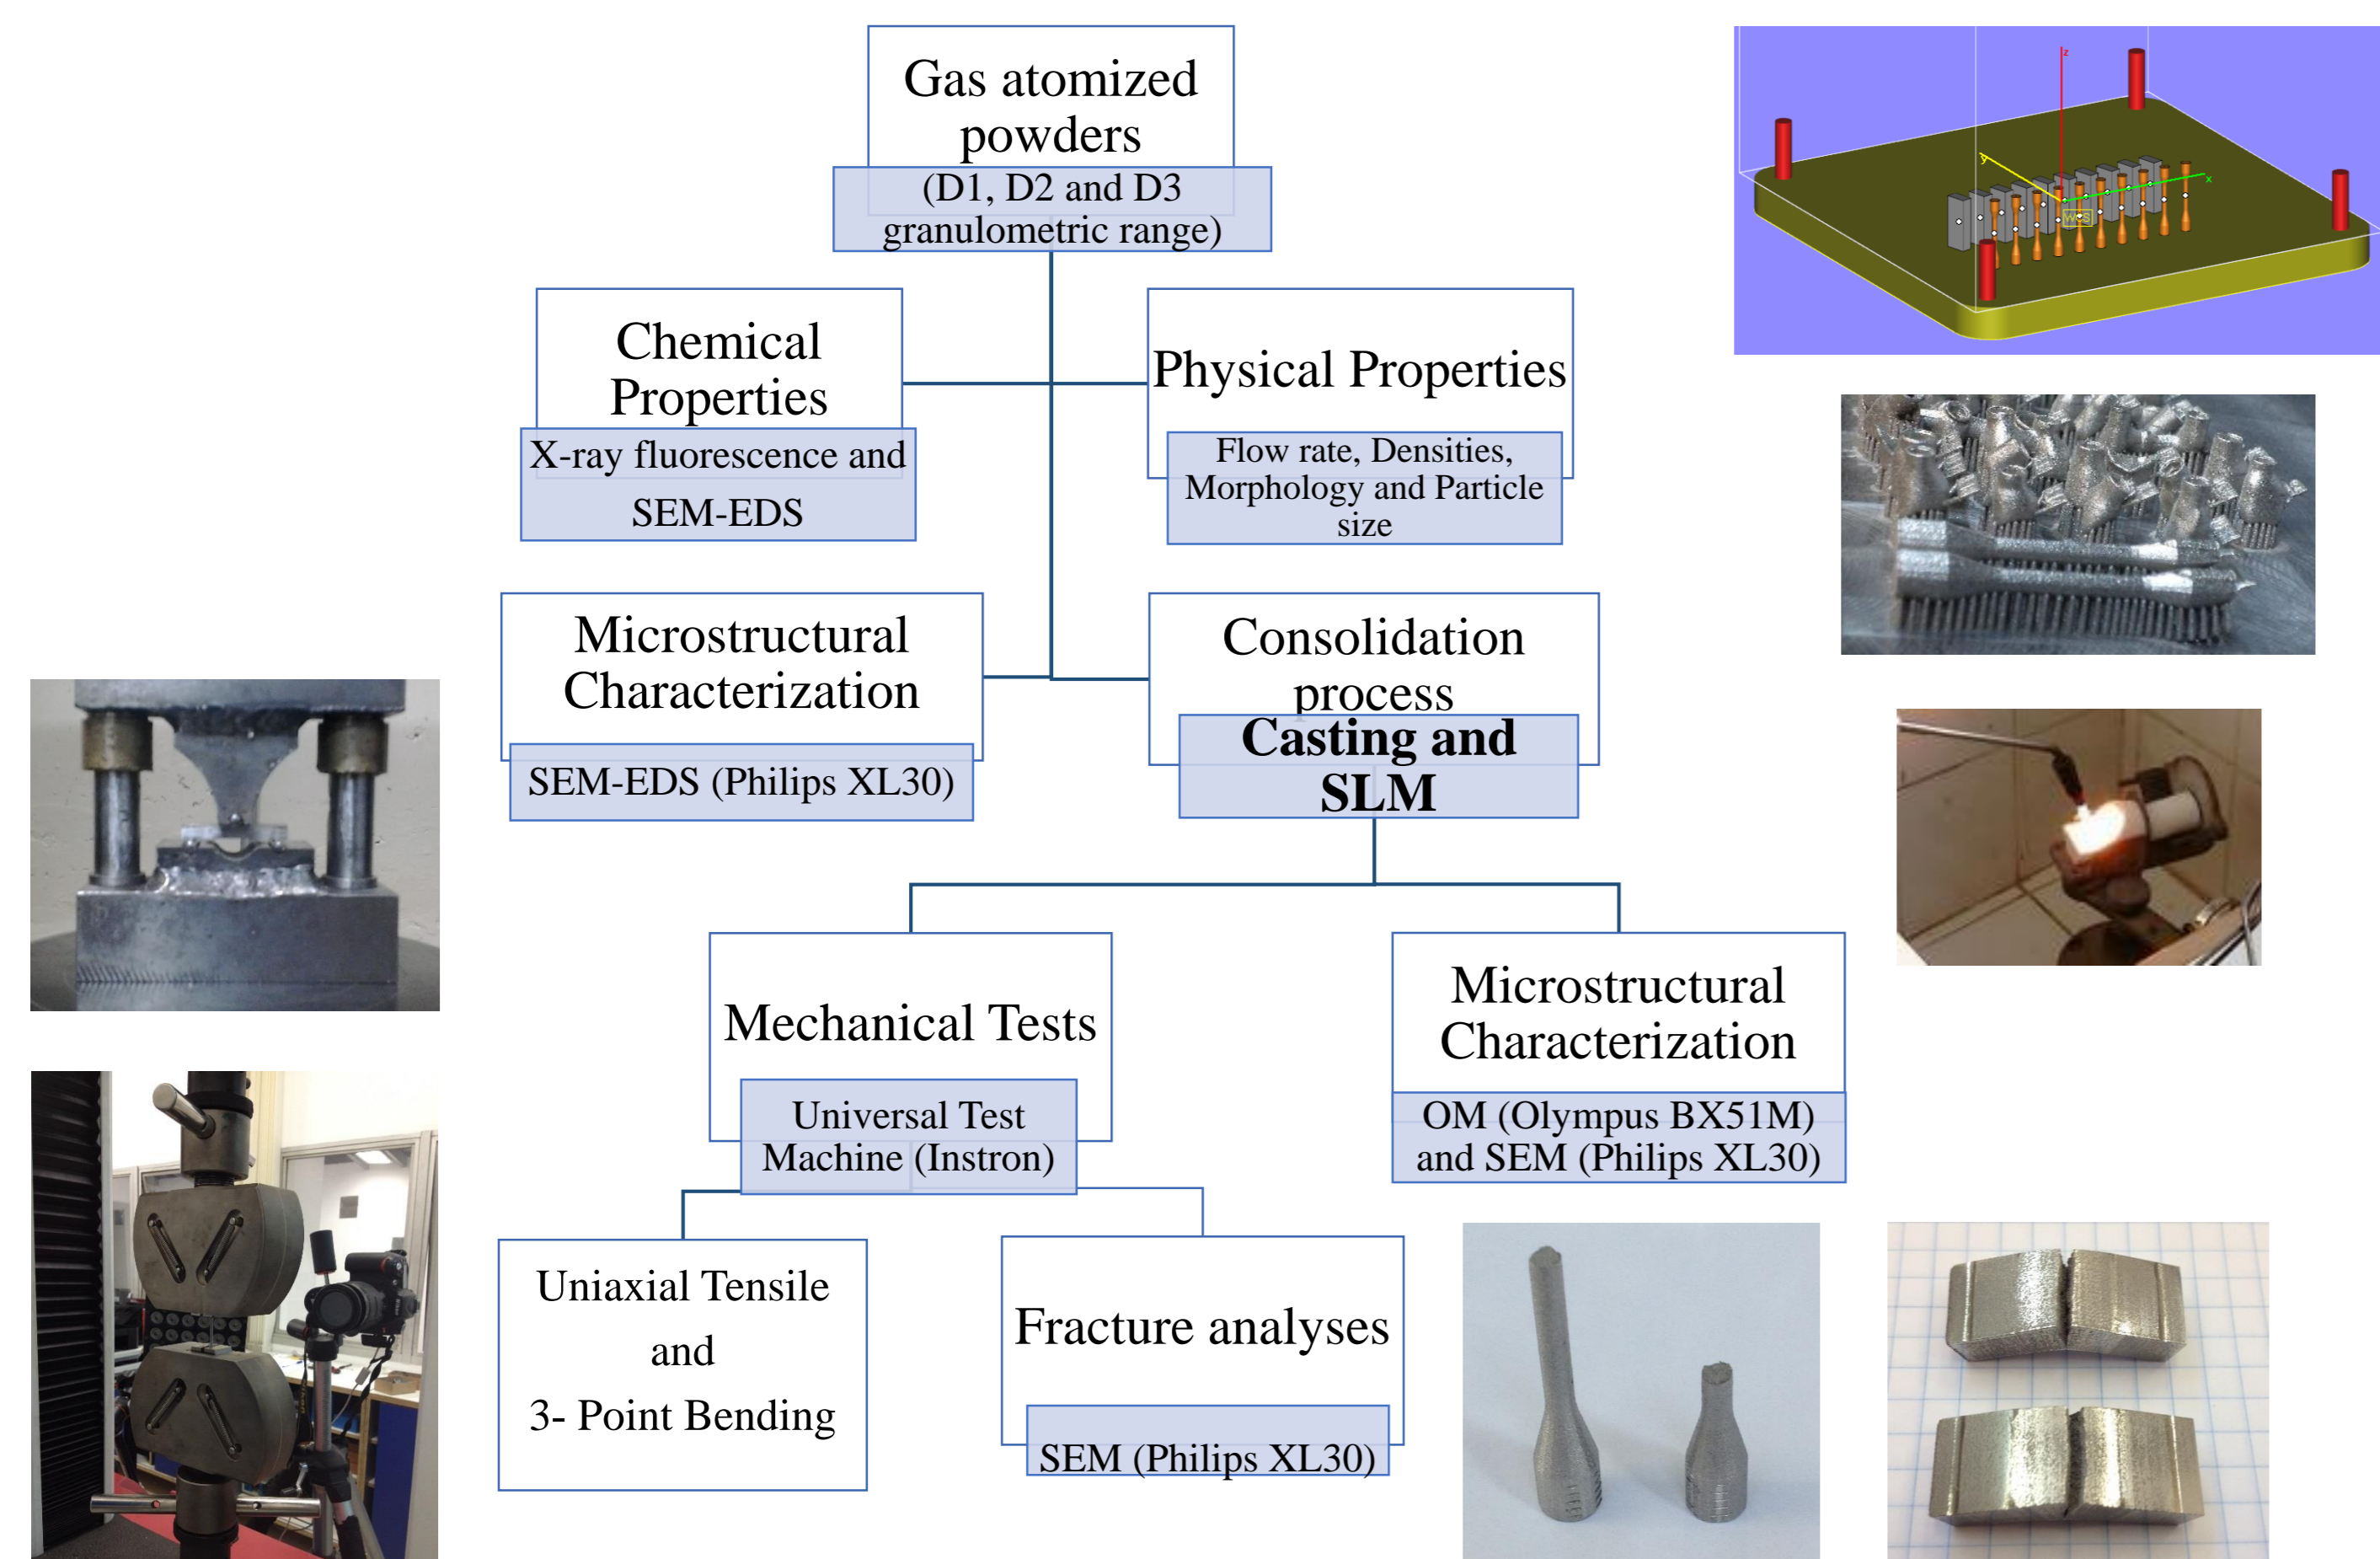 Gas atomized
powders
(D1, D2 and D3
granulometric range)
Chemical
Properties
X-ray fluorescence and
SEM-EDS
Physical Properties
Flow rate, Densities,
Morphology and Particle
size
Microstructural
Characterization
SEM-EDS (Philips XL30)
Consolidation
process
Casting and
SLM
Mechanical Tests
Universal Test
Machine (Instron)
Microstructural
Characterization
OM (Olympus BX51M)
and SEM (Philips XL30)
Uniaxial Tensile
and
3- Point Bending
Fracture analyses
SEM (Philips XL30)
z
y
x
WCS